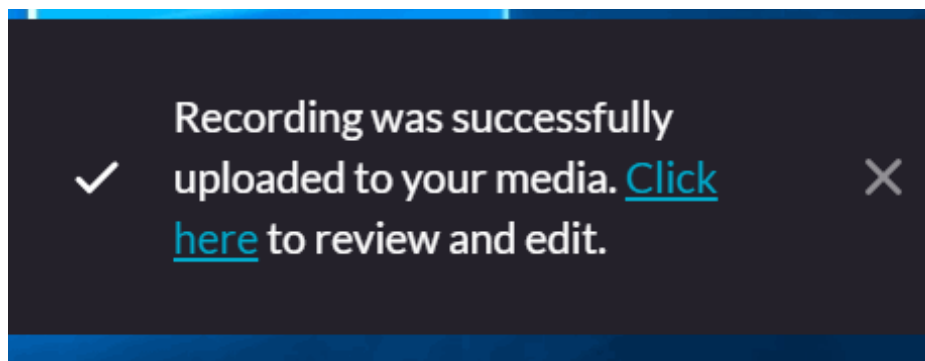 Recording was successfully
uploaded to your media. Click
here to review and edit.